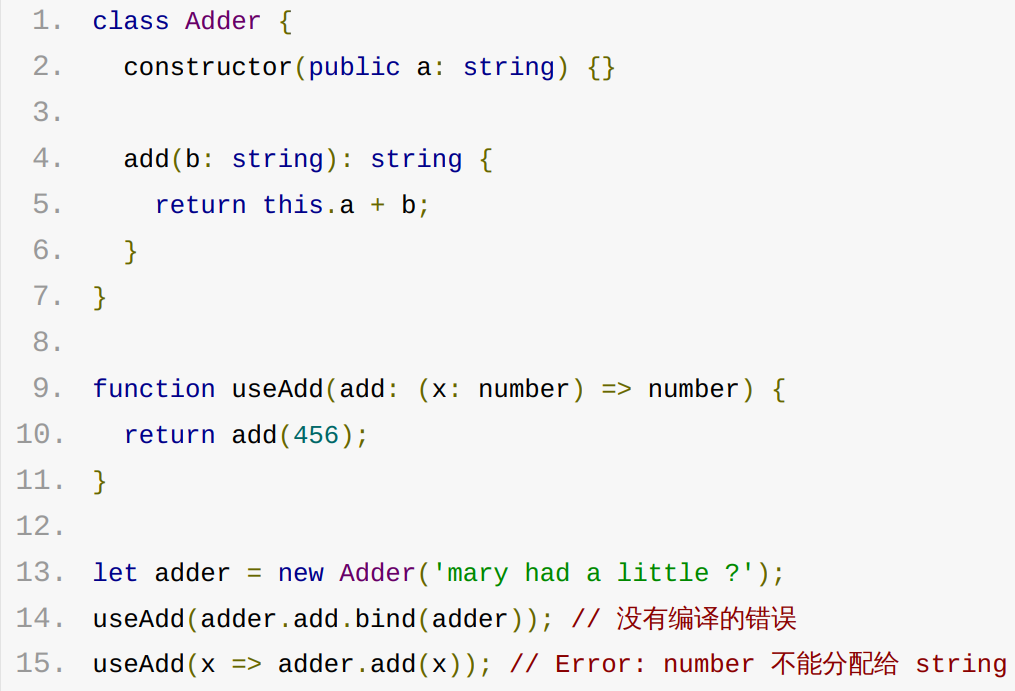 1. class Adder {
2.   constructor(public a: string) {}
3.
4.   add(b: string): string {
5.     return this.a + b;
6.   }
7. }
8.
9. function useAdd(add: (x: number) => number) {
10.   return add(456);
11. }
12.
13. let adder = new Adder('mary had a little ?');
14. useAdd(adder.add.bind(adder)); // 没有编译的错误
15. useAdd(x => adder.add(x)); // Error: number 不能分配给 string